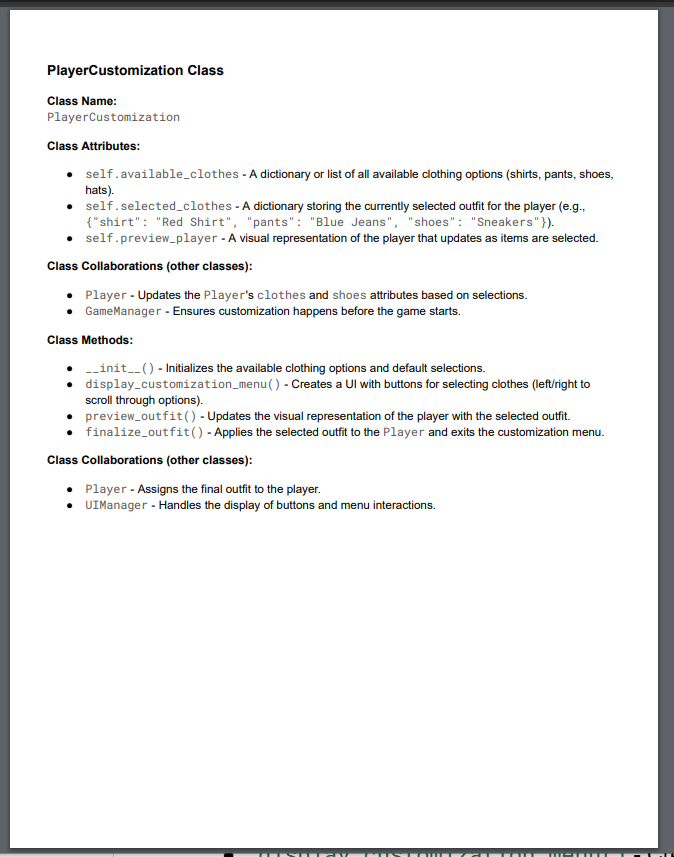 PlayerCustomization Class
Class Name:
PlayerCustomization
Class Attributes:
● self.available_clothes - A dictionary or list of all available clothing options (shirts, pants, shoes,
hats).
● self.selected_clothes - A dictionary storing the currently selected outfit for the player (e.g.,
{"shirt": "Red Shirt", "pants": "Blue Jeans", "shoes": "Sneakers"}).
● self.preview_player - A visual representation of the player that updates as items are selected.
Class Collaborations (other classes):
● Player - Updates the Player's clothes and shoes attributes based on selections.
● GameManager - Ensures customization happens before the game starts.
Class Methods:
● __init__() - Initializes the available clothing options and default selections.
● display_customization_menu() - Creates a UI with buttons for selecting clothes (left/right to
scroll through options).
● preview_outfit() - Updates the visual representation of the player with the selected outfit.
● finalize_outfit() - Applies the selected outfit to the Player and exits the customization menu.
Class Collaborations (other classes):
● Player - Assigns the final outfit to the player.
● UIManager - Handles the display of buttons and menu interactions.